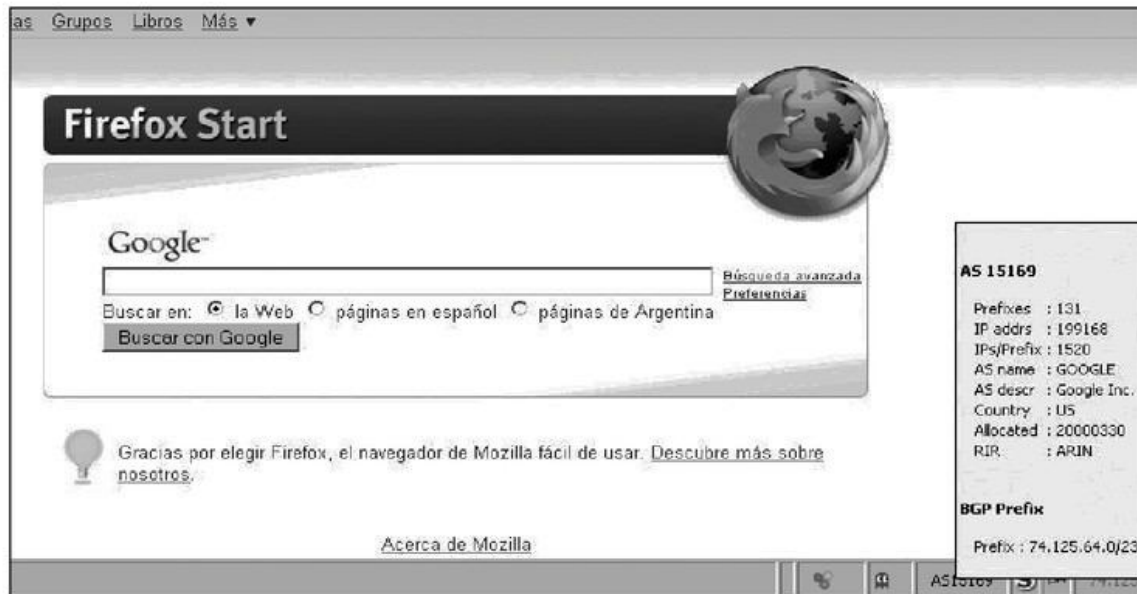 as Grupos Libros Más ▼
Firefox Start
Google™
Búsqueda avanzada
Preferencias
Buscar en: la Web páginas en español páginas de Argentina
Buscar con Google
Gracias por elegir Firefox, el navegador de Mozilla fácil de usar. Descubre más sobre
nosotros.
Acerca de Mozilla
AS 15169
Prefixes : 131
IP addrs : 199168
IPs/Prefix : 1520
AS name : GOOGLE
AS descr : Google Inc.
Country : US
Allocated : 20000330
RIR : ARIN
BGP Prefix
Prefix : 74.125.64.0/23
AS15169 S